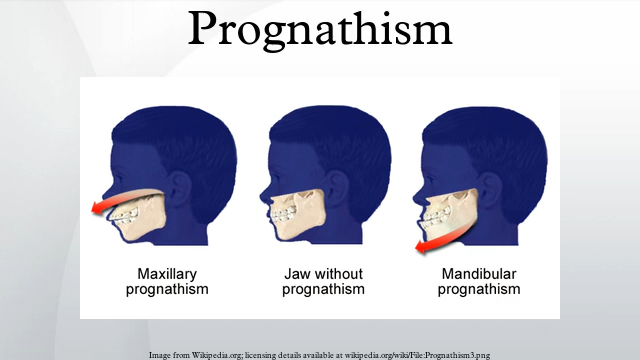 Prognathism
Maxillary
prognathism
Jaw without
prognathism
Mandibular
prognathism
Image from Wikipedia.org; licensing details available at wikipedia.org/wiki/File:Prognathism3.png